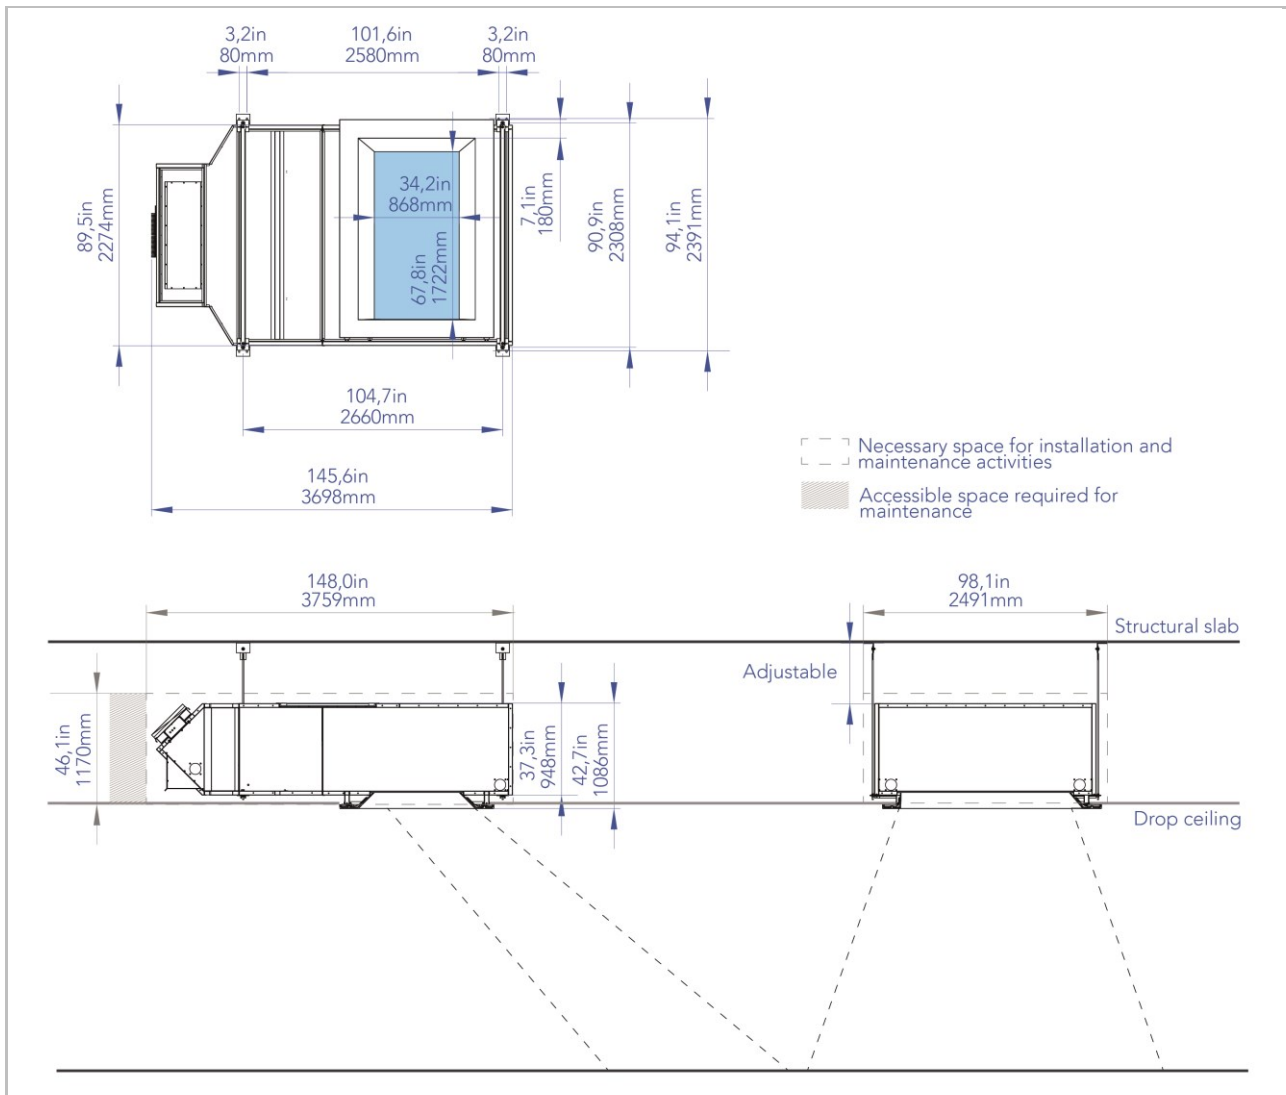 3,2in
80mm
101,6in
2580mm
3,2in
80mm
89,5in
2274mm
34,2in
868mm
67,8in
1722mm
7,1in
180mm
90,9in
2308mm
94,1in
2391mm
104,7in
2660mm
145,6in
3698mm
Necessary space for installation and
maintenance activities
Accessible space required for
maintenance
148,0in
3759mm
98,1in
2491mm
Structural slab
Adjustable
46,1in
1170mm
37,3in
948mm
42,7in
1086mm
Drop ceiling